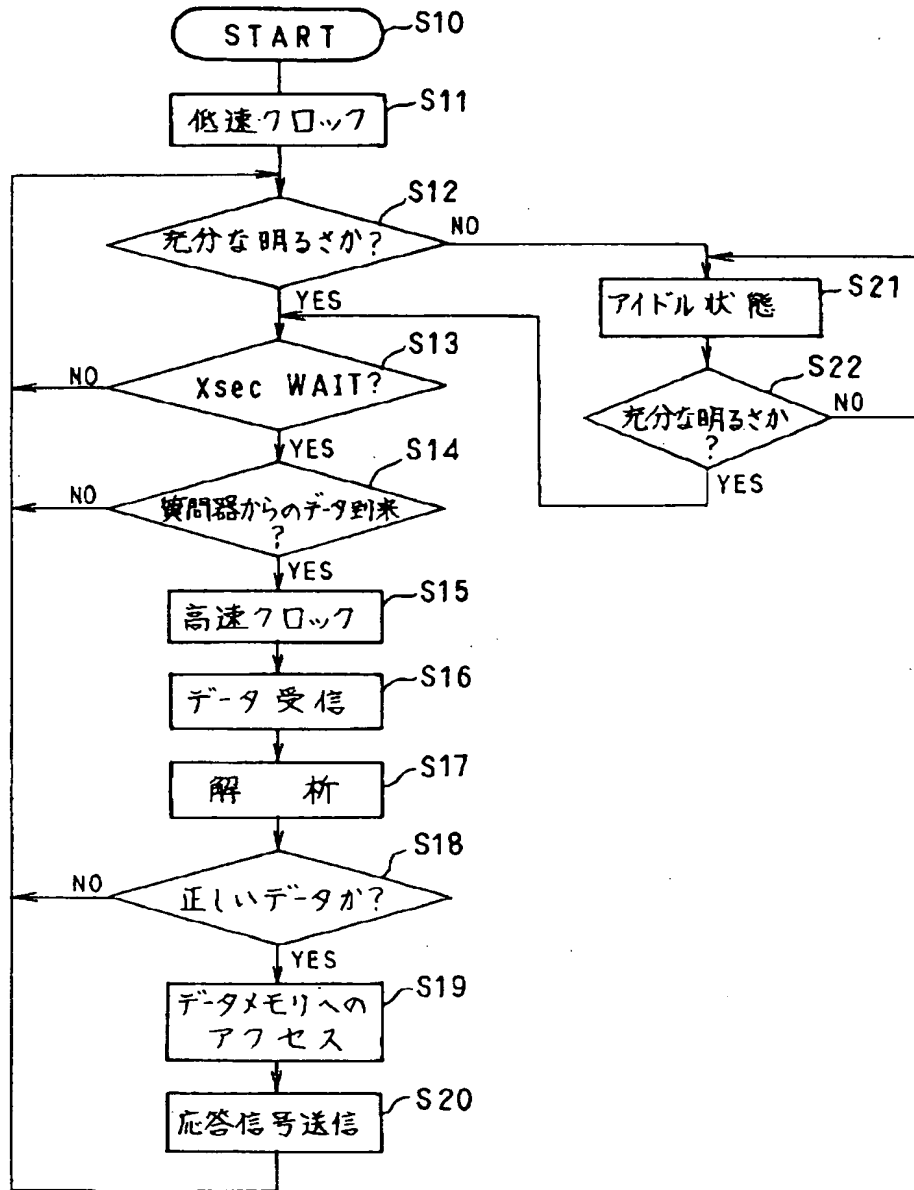 START
S10
低速クロック
S11
S12
充分な明るさか?
NO
YES
アイドル状態
S21
S13
Xsec WAIT?
NO
YES
S22
充分な明るさか
?
NO
YES
S14
質問器からのデータ到来
?
NO
YES
高速クロック
S15
データ受信
S16
解 析
S17
S18
正しいデータか?
NO
YES
データメモリへの
アクセス
S19
応答信号送信
S20